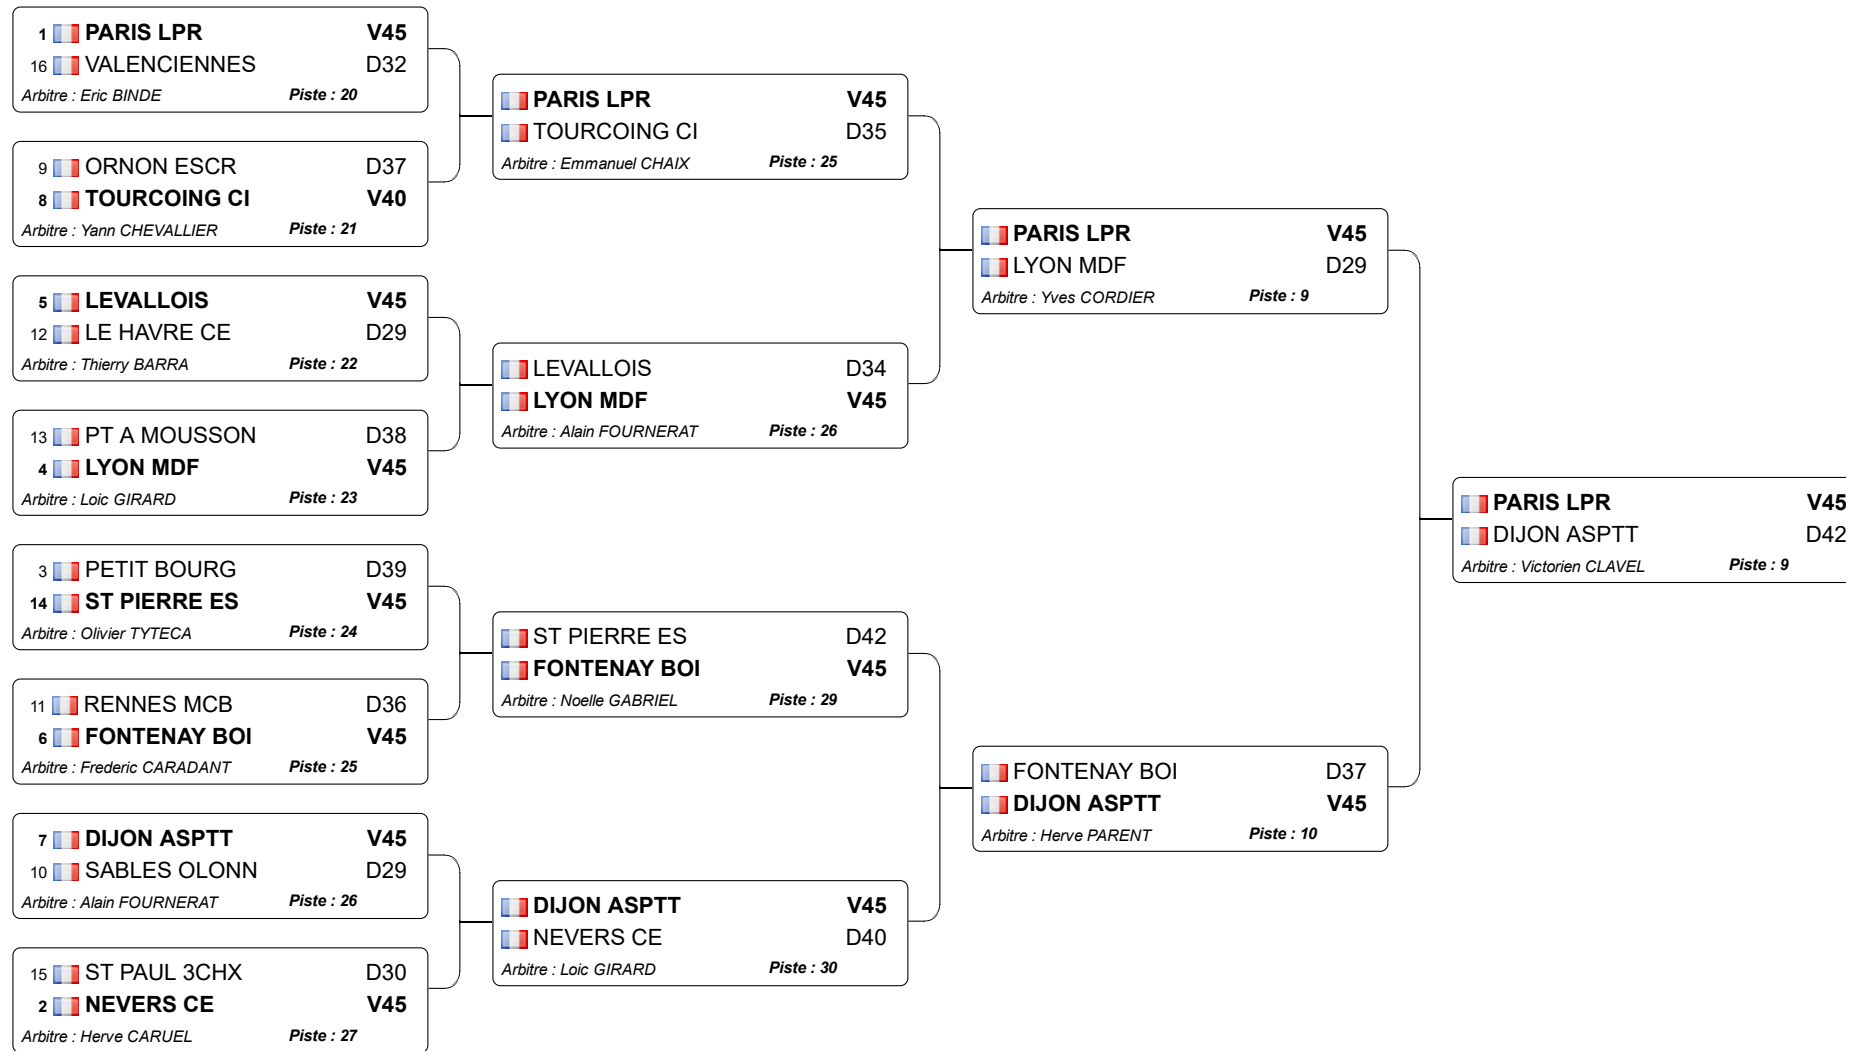 1 PARIS LPR V45
16 VALENCIENNES D32
Arbitre : Eric BINDE Piste : 20
9 ORNON ESCR D37
8 TOURCOING CI V40
Arbitre : Yann CHEVALLIER Piste : 21
5 LEVALLOIS V45
12 LE HAVRE CE D29
Arbitre : Thierry BARRA Piste : 22
13 PT A MOUSSON D38
4 LYON MDF V45
Arbitre : Loic GIRARD Piste : 23
3 PETIT BOURG D39
14 ST PIERRE ES V45
Arbitre : Olivier TYTECA Piste : 24
11 RENNES MCB D36
6 FONTENAY BOI V45
Arbitre : Frederic CARADANT Piste : 25
7 DIJON ASPTT V45
10 SABLES OLONN D29
Arbitre : Alain FOURNERAT Piste : 26
15 ST PAUL 3CHX D30
2 NEVERS CE V45
Arbitre : Herve CARUEL Piste : 27
PARIS LPR V45
TOURCOING CI D35
Arbitre : Emmanuel CHAIX Piste : 25
LEVALLOIS D34
LYON MDF V45
Arbitre : Alain FOURNERAT Piste : 26
ST PIERRE ES D42
FONTENAY BOI V45
Arbitre : Noelle GABRIEL Piste : 29
DIJON ASPTT V45
NEVERS CE D40
Arbitre : Loic GIRARD Piste : 30
PARIS LPR V45
LYON MDF D29
Arbitre : Yves CORDIER Piste : 9
FONTENAY BOI D37
DIJON ASPTT V45
Arbitre : Herve PARENT Piste : 10
PARIS LPR V45
DIJON ASPTT D42
Arbitre : Victorien CLAVEL Piste : 9